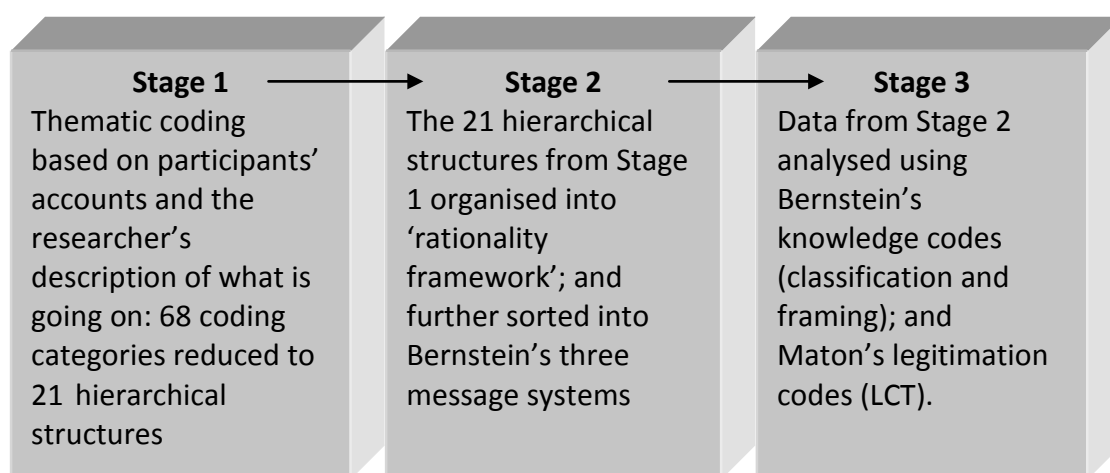 Stage 1
Thematic coding
based on participants’
accounts and the
researcher’s
description of what is
going on: 68 coding
categories reduced to
21 hierarchical
structures
Stage 2
The 21 hierarchical
structures from Stage
1 organised into
‘rationality
framework’; and
further sorted into
Bernstein’s three
message systems
Stage 3
Data from Stage 2
analysed using
Bernstein’s
knowledge codes
(classification and
framing); and
Maton’s legitimation
codes (LCT).